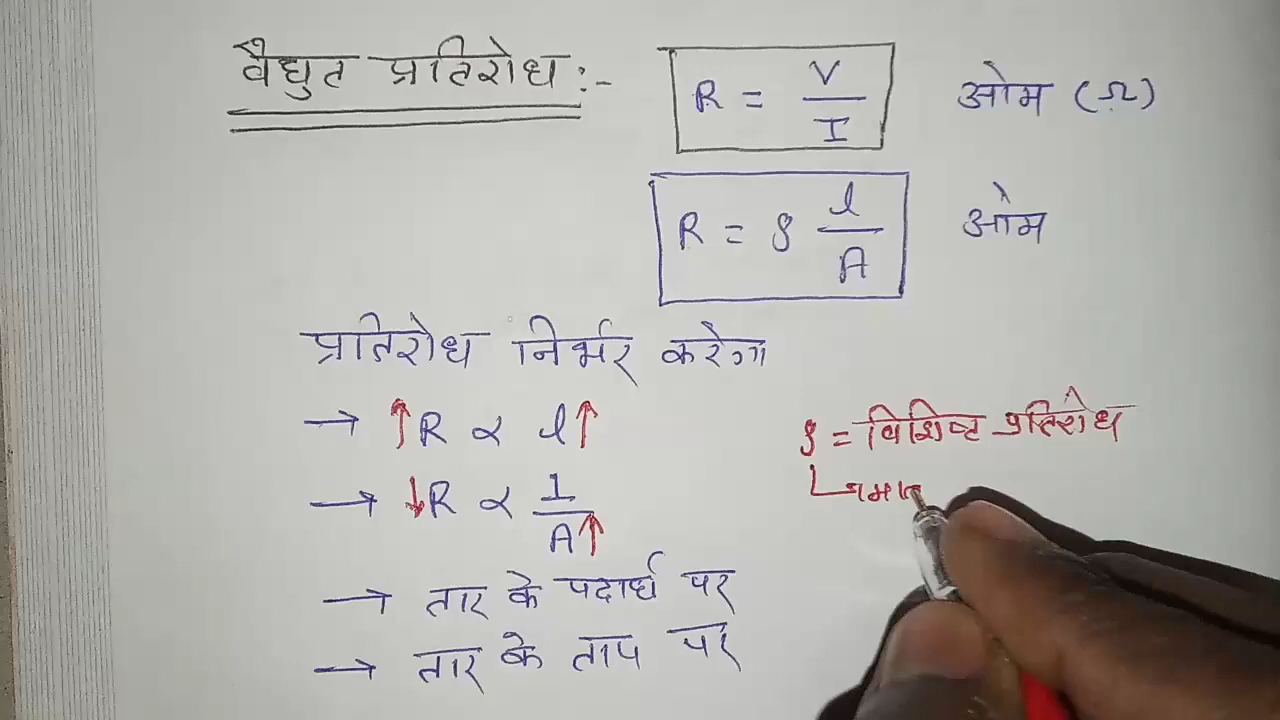 वैद्युत प्रतिरोध :-
R = V/I ओम (Ω)
R = ρ l/A ओम
प्रतिरोध निर्भर करेगा
→ ↑R ∝ l↑
→ ↓R ∝ 1/A↑
→ तार के पदार्थ पर
→ तार के ताप पर
ρ = विशिष्ट प्रतिरोध